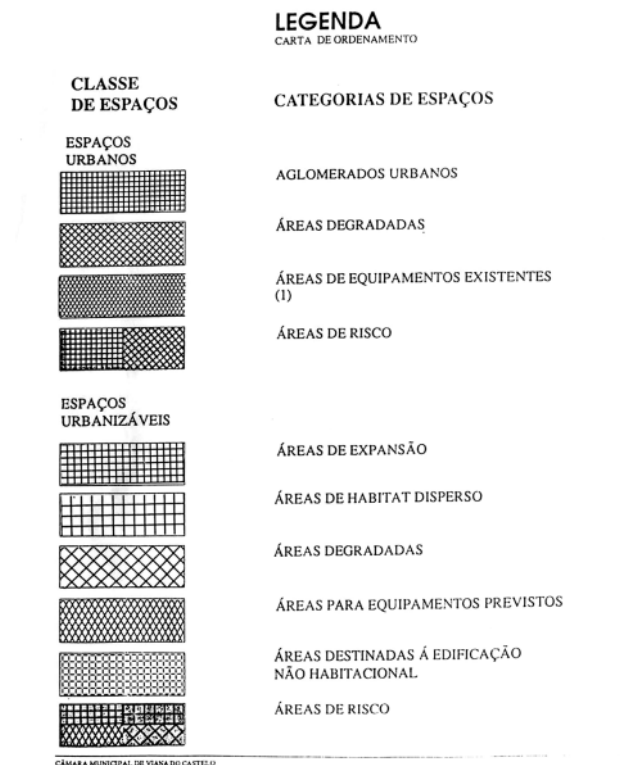 LEGENDA
CARTA DE ORDENAMENTO
CLASSE
DE ESPAÇOS
CATEGORIAS DE ESPAÇOS
ESPAÇOS
URBANOS
AGLOMERADOS URBANOS
ÁREAS DEGRADADAS
ÁREAS DE EQUIPAMENTOS EXISTENTES
(1)
ÁREAS DE RISCO
ESPAÇOS
URBANIZÁVEIS
ÁREAS DE EXPANSÃO
ÁREAS DE HABITAT DISPERSO
ÁREAS DEGRADADAS
ÁREAS PARA EQUIPAMENTOS PREVISTOS
ÁREAS DESTINADAS Á EDIFICAÇÃO
NÃO HABITACIONAL
ÁREAS DE RISCO
CÂMARA MUNICIPAL DE VIANA DO CASTELO